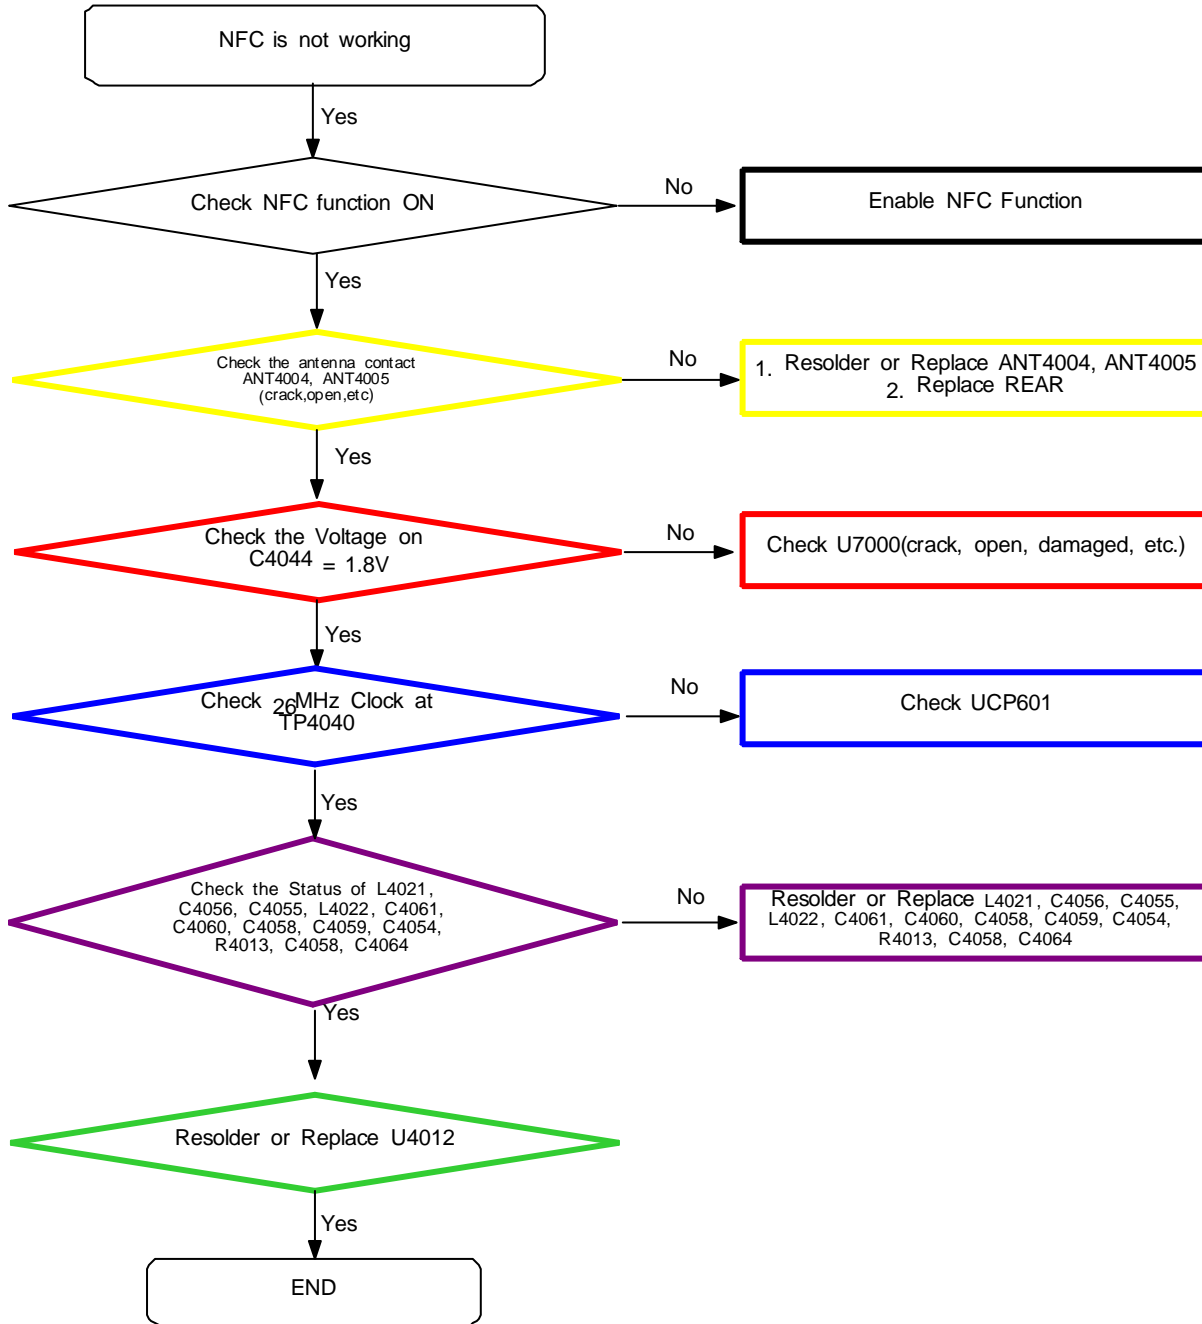 NFC is not working
Yes
Check NFC function ON
No
Enable NFC Function
Yes
Check the antenna contact
ANT4004, ANT4005
(crack,open,etc)
No
1. Resolder or Replace ANT4004, ANT4005
2. Replace REAR
Yes
Check the Voltage on
C4044 = 1.8V
No
Check U7000(crack, open, damaged, etc.)
Yes
Check 26MHz Clock at
TP4040
No
Check UCP601
Yes
Check the Status of L4021,
C4056, C4055, L4022, C4061,
C4060, C4058, C4059, C4054,
R4013, C4058, C4064
No
Resolder or Replace L4021, C4056, C4055,
L4022, C4061, C4060, C4058, C4059, C4054,
R4013, C4058, C4064
Yes
Resolder or Replace U4012
Yes
END